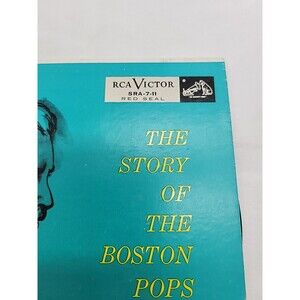 RCA VICTOR
SRA-7-11
RED SEAL
THE
STORY
OF
THE
BOSTON
POPS